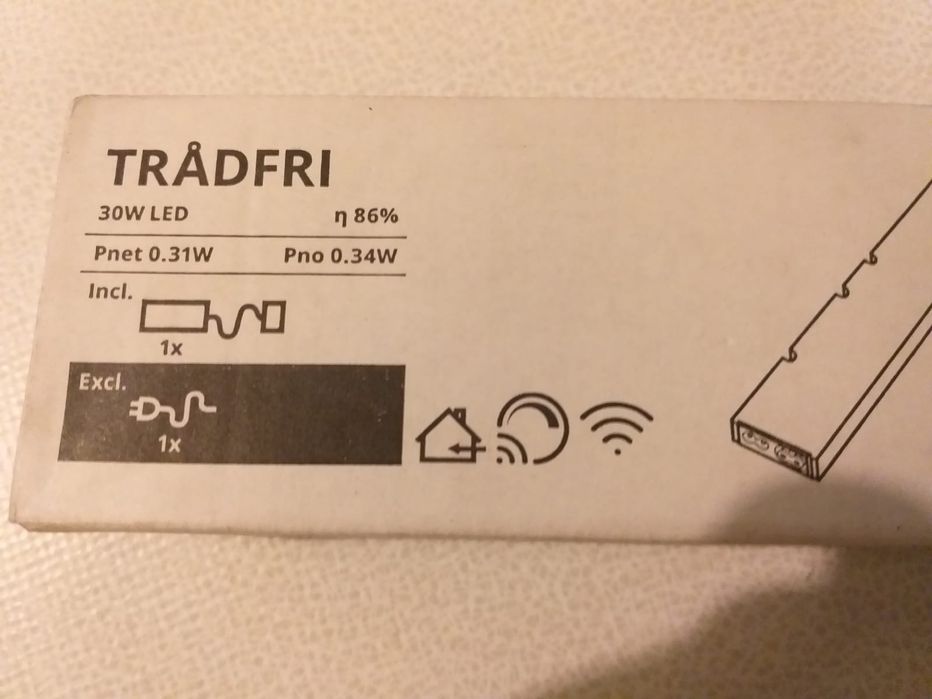 TRÅDFRI
30W LED η 86%
Pnet 0.31W Pno 0.34W
Incl.
1x
Excl.
1x